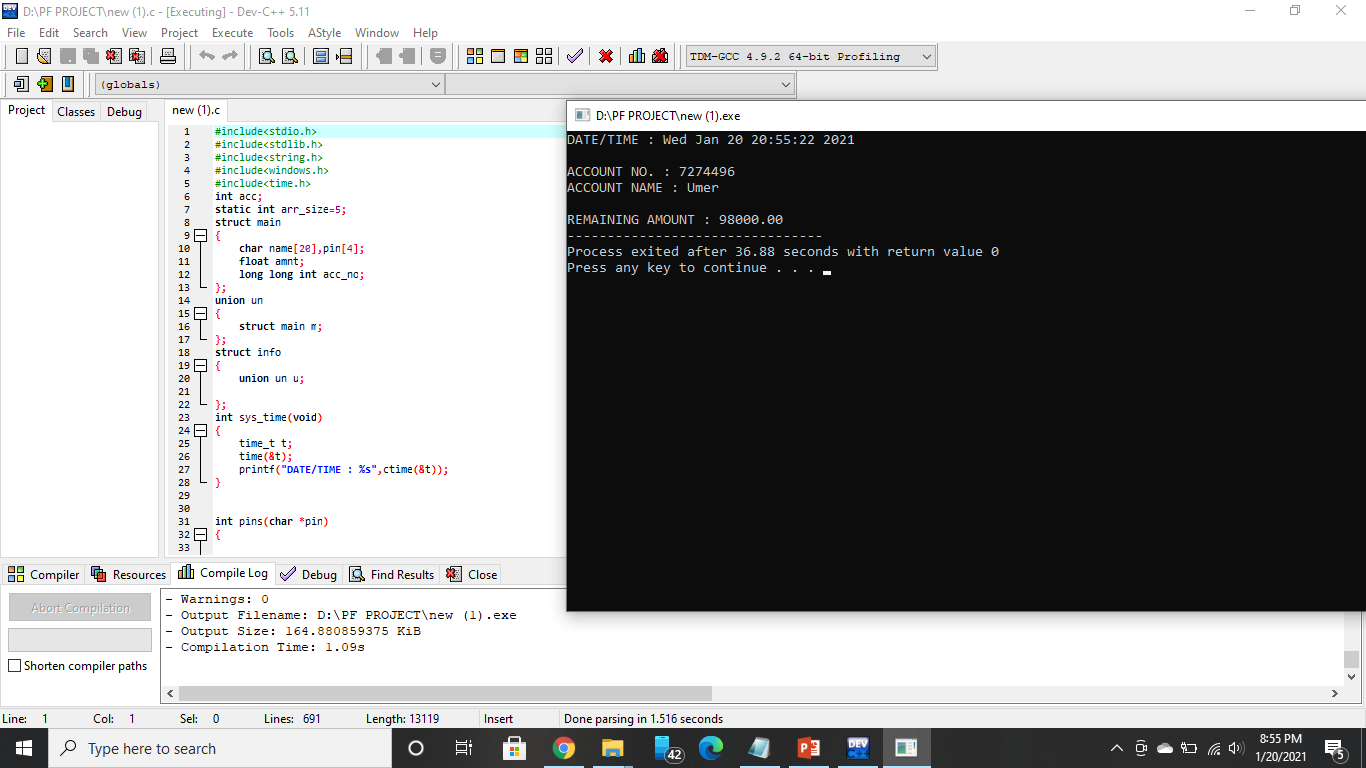 D:\PF PROJECT\new (1).c - [Executing] - Dev-C++ 5.11
File Edit Search View Project Execute Tools AStyle Window Help
TDM-GCC 4.9.2 64-bit Profiling
(globals)
Project Classes Debug
new (1).c
1 #include<stdio.h>
2 #include<stdlib.h>
3 #include<string.h>
4 #include<windows.h>
5 #include<time.h>
6 int acc;
7 static int arr_size=5;
8 struct main
9 {
10 char name[20],pin[4];
11 float amnt;
12 long long int acc_no;
13 };
14 union un
15 {
16 struct main m;
17 };
18 struct info
19 {
20 union un u;
21
22 };
23 int sys_time(void)
24 {
25 time_t t;
26 time(&t);
27 printf("DATE/TIME : %s",ctime(&t));
28 }
29
30
31 int pins(char *pin)
32 {
33
D:\PF PROJECT\new (1).exe
DATE/TIME : Wed Jan 20 20:55:22 2021
ACCOUNT NO. : 7274496
ACCOUNT NAME : Umer
REMAINING AMOUNT : 98000.00
--------------------------------
Process exited after 36.88 seconds with return value 0
Press any key to continue . . .
Compiler Resources Compile Log Debug Find Results Close
Abort Compilation
Shorten compiler paths
- Warnings: 0
- Output Filename: D:\PF PROJECT\new (1).exe
- Output Size: 164.880859375 KiB
- Compilation Time: 1.09s
Line: 1 Col: 1 Sel: 0 Lines: 691 Length: 13119 Insert Done parsing in 1.516 seconds
Type here to search
42
DEV
8:55 PM
1/20/2021
5